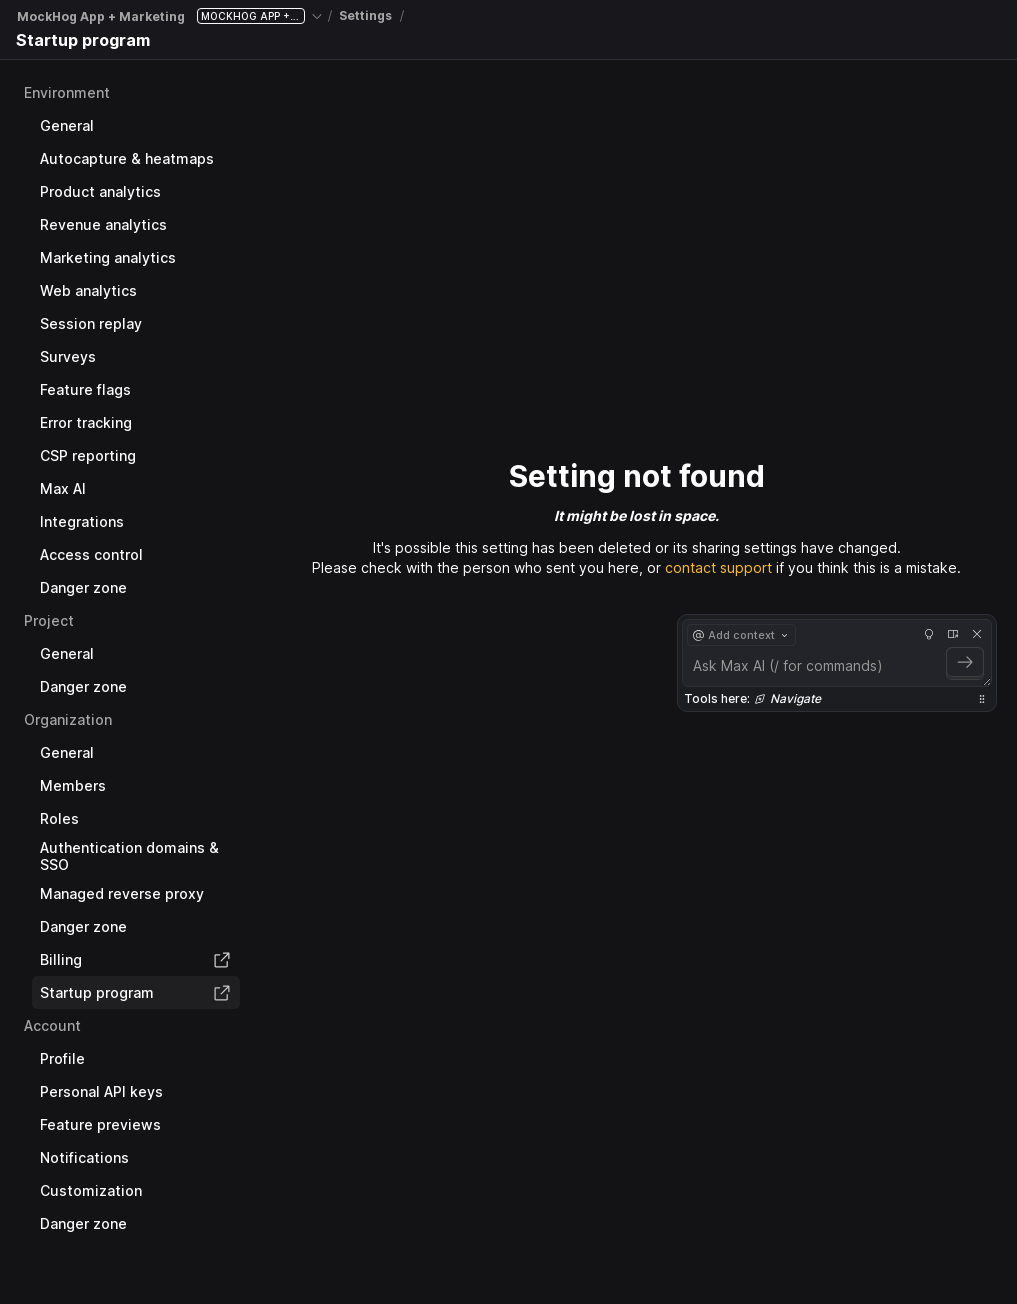 MockHog App + Marketing MOCKHOG APP +... / Settings /
Startup program
Environment
General
Autocapture & heatmaps
Product analytics
Revenue analytics
Marketing analytics
Web analytics
Session replay
Surveys
Feature flags
Error tracking
CSP reporting
Max AI
Integrations
Access control
Danger zone
Project
General
Danger zone
Organization
General
Members
Roles
Authentication domains &
SSO
Managed reverse proxy
Danger zone
Billing
Startup program
Account
Profile
Personal API keys
Feature previews
Notifications
Customization
Danger zone
Setting not found
It might be lost in space.
It's possible this setting has been deleted or its sharing settings have changed.
Please check with the person who sent you here, or contact support if you think this is a mistake.
@ Add context
Ask Max AI (/ for commands)
Tools here: Navigate